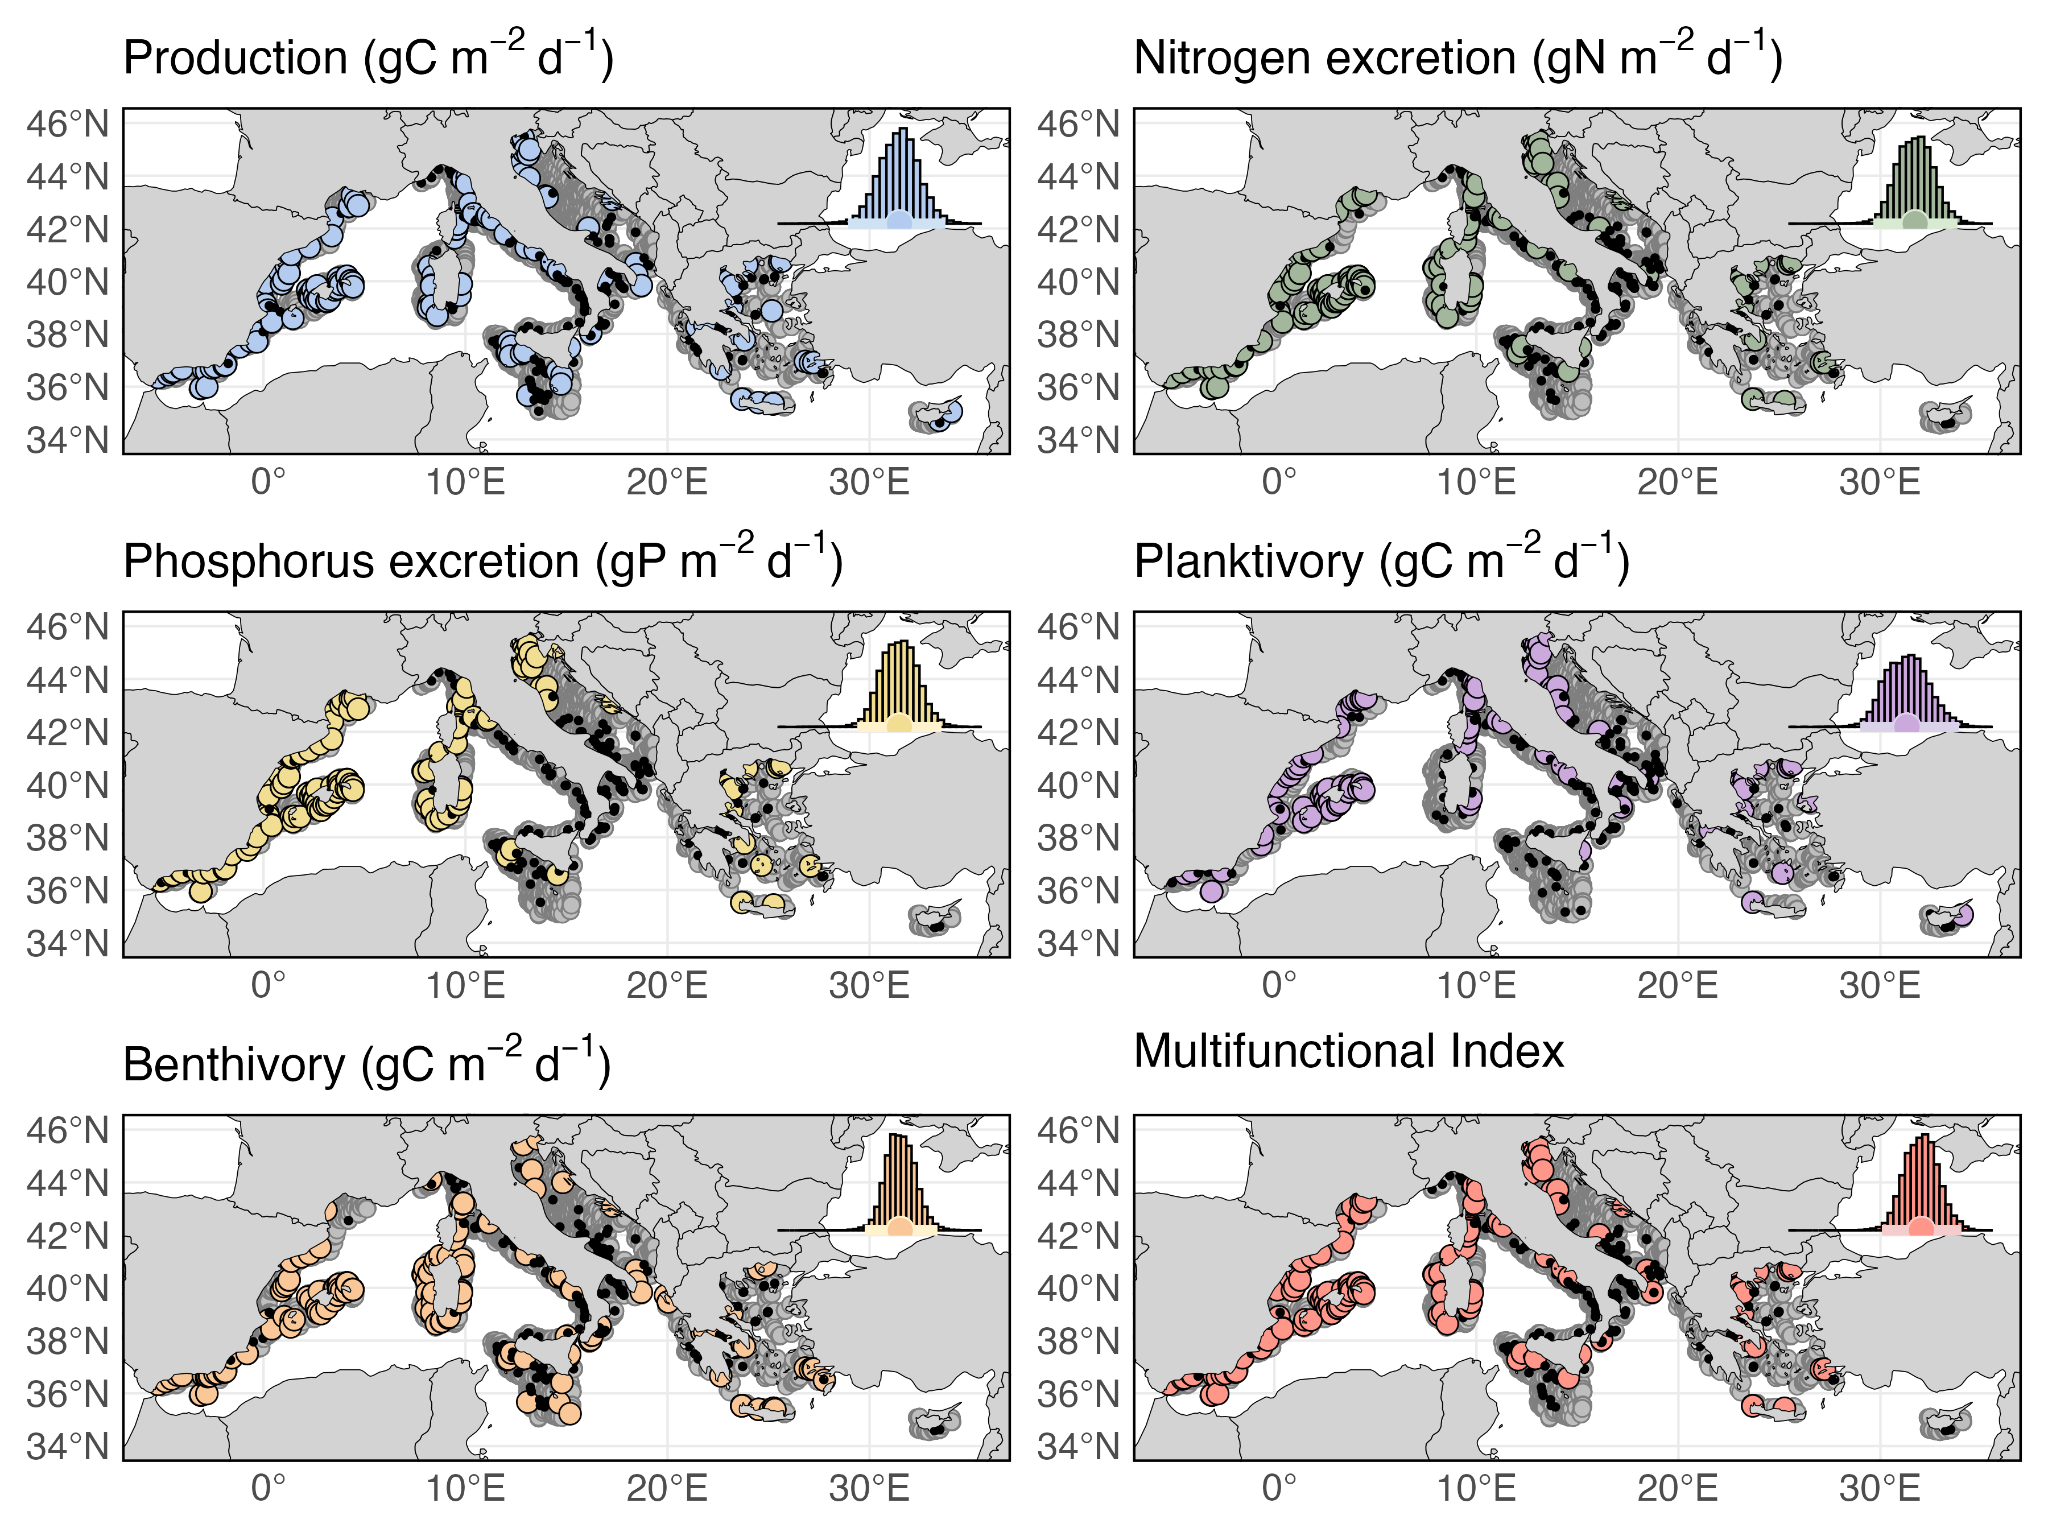 Production (gC m⁻² d⁻¹)
46°N
44°N
42°N
40°N
38°N
36°N
34°N
0°
10°E
20°E
30°E
Nitrogen excretion (gN m⁻² d⁻¹)
46°N
44°N
42°N
40°N
38°N
36°N
34°N
0°
10°E
20°E
30°E
Phosphorus excretion (gP m⁻² d⁻¹)
46°N
44°N
42°N
40°N
38°N
36°N
34°N
0°
10°E
20°E
30°E
Planktivory (gC m⁻² d⁻¹)
46°N
44°N
42°N
40°N
38°N
36°N
34°N
0°
10°E
20°E
30°E
Benthivory (gC m⁻² d⁻¹)
46°N
44°N
42°N
40°N
38°N
36°N
34°N
0°
10°E
20°E
30°E
Multifunctional Index
46°N
44°N
42°N
40°N
38°N
36°N
34°N
0°
10°E
20°E
30°E